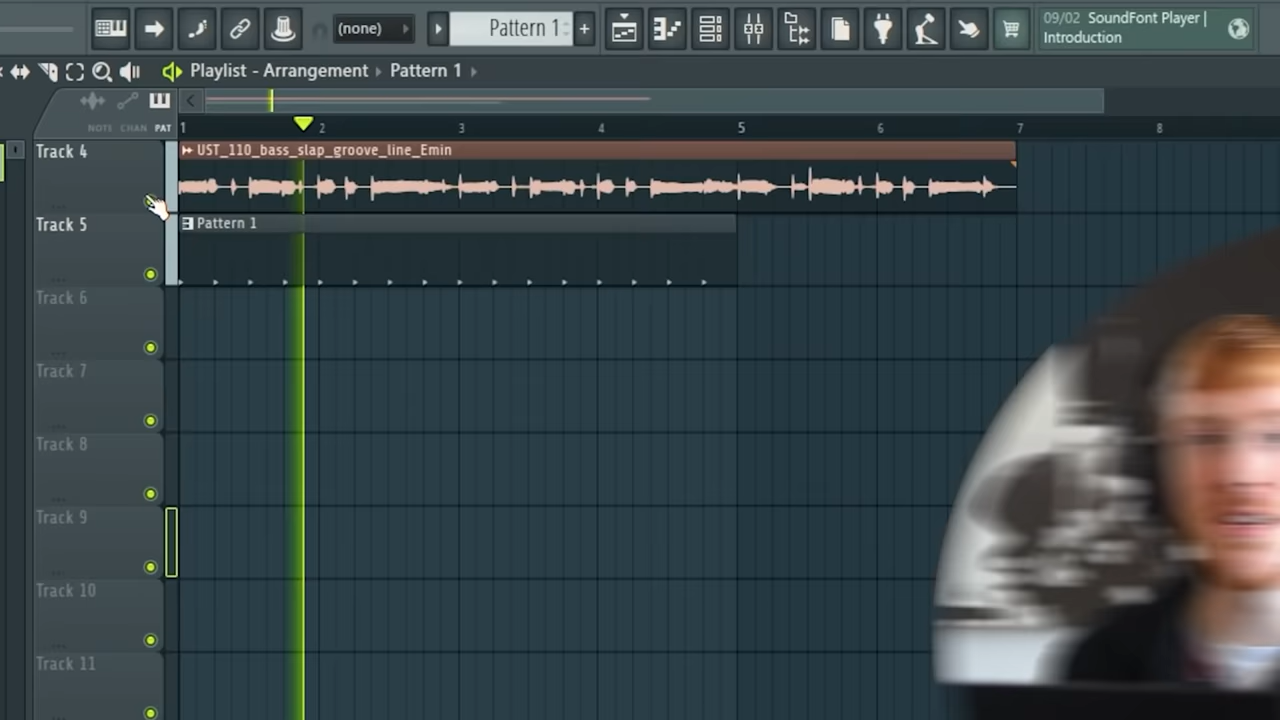 (none)
Pattern 1
+
09/02 SoundFont Player |
Introduction
Playlist - Arrangement
Pattern 1
NOTE CHAN PAT
1 2 3 4 5 6 7 8
Track 4
UST_110_bass_slap_groove_line_Emin
Track 5
Pattern 1
Track 6
Track 7
Track 8
Track 9
Track 10
Track 11